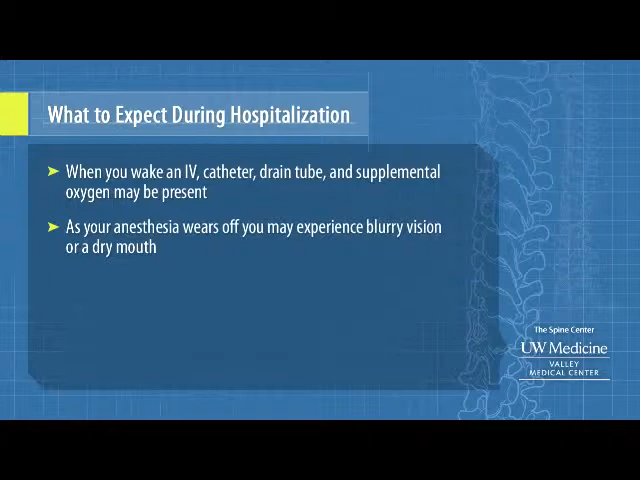 What to Expect During Hospitalization
When you wake an IV, catheter, drain tube, and supplemental
oxygen may be present
As your anesthesia wears off you may experience blurry vision
or a dry mouth
The Spine Center
UW Medicine
VALLEY
MEDICAL CENTER